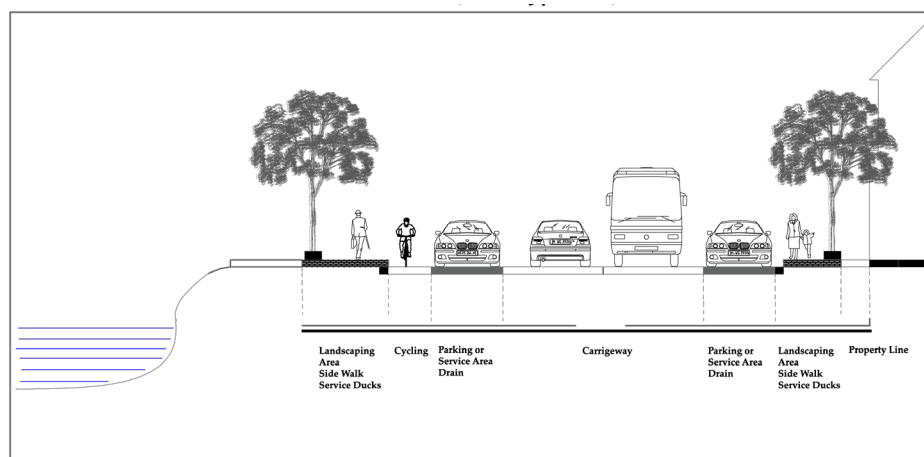 Landscaping
Area
Side Walk
Service Ducks
Cycling
Parking or
Service Area
Drain
Carrigeway
Parking or
Service Area
Drain
Landscaping
Area
Side Walk
Service Ducks
Property Line